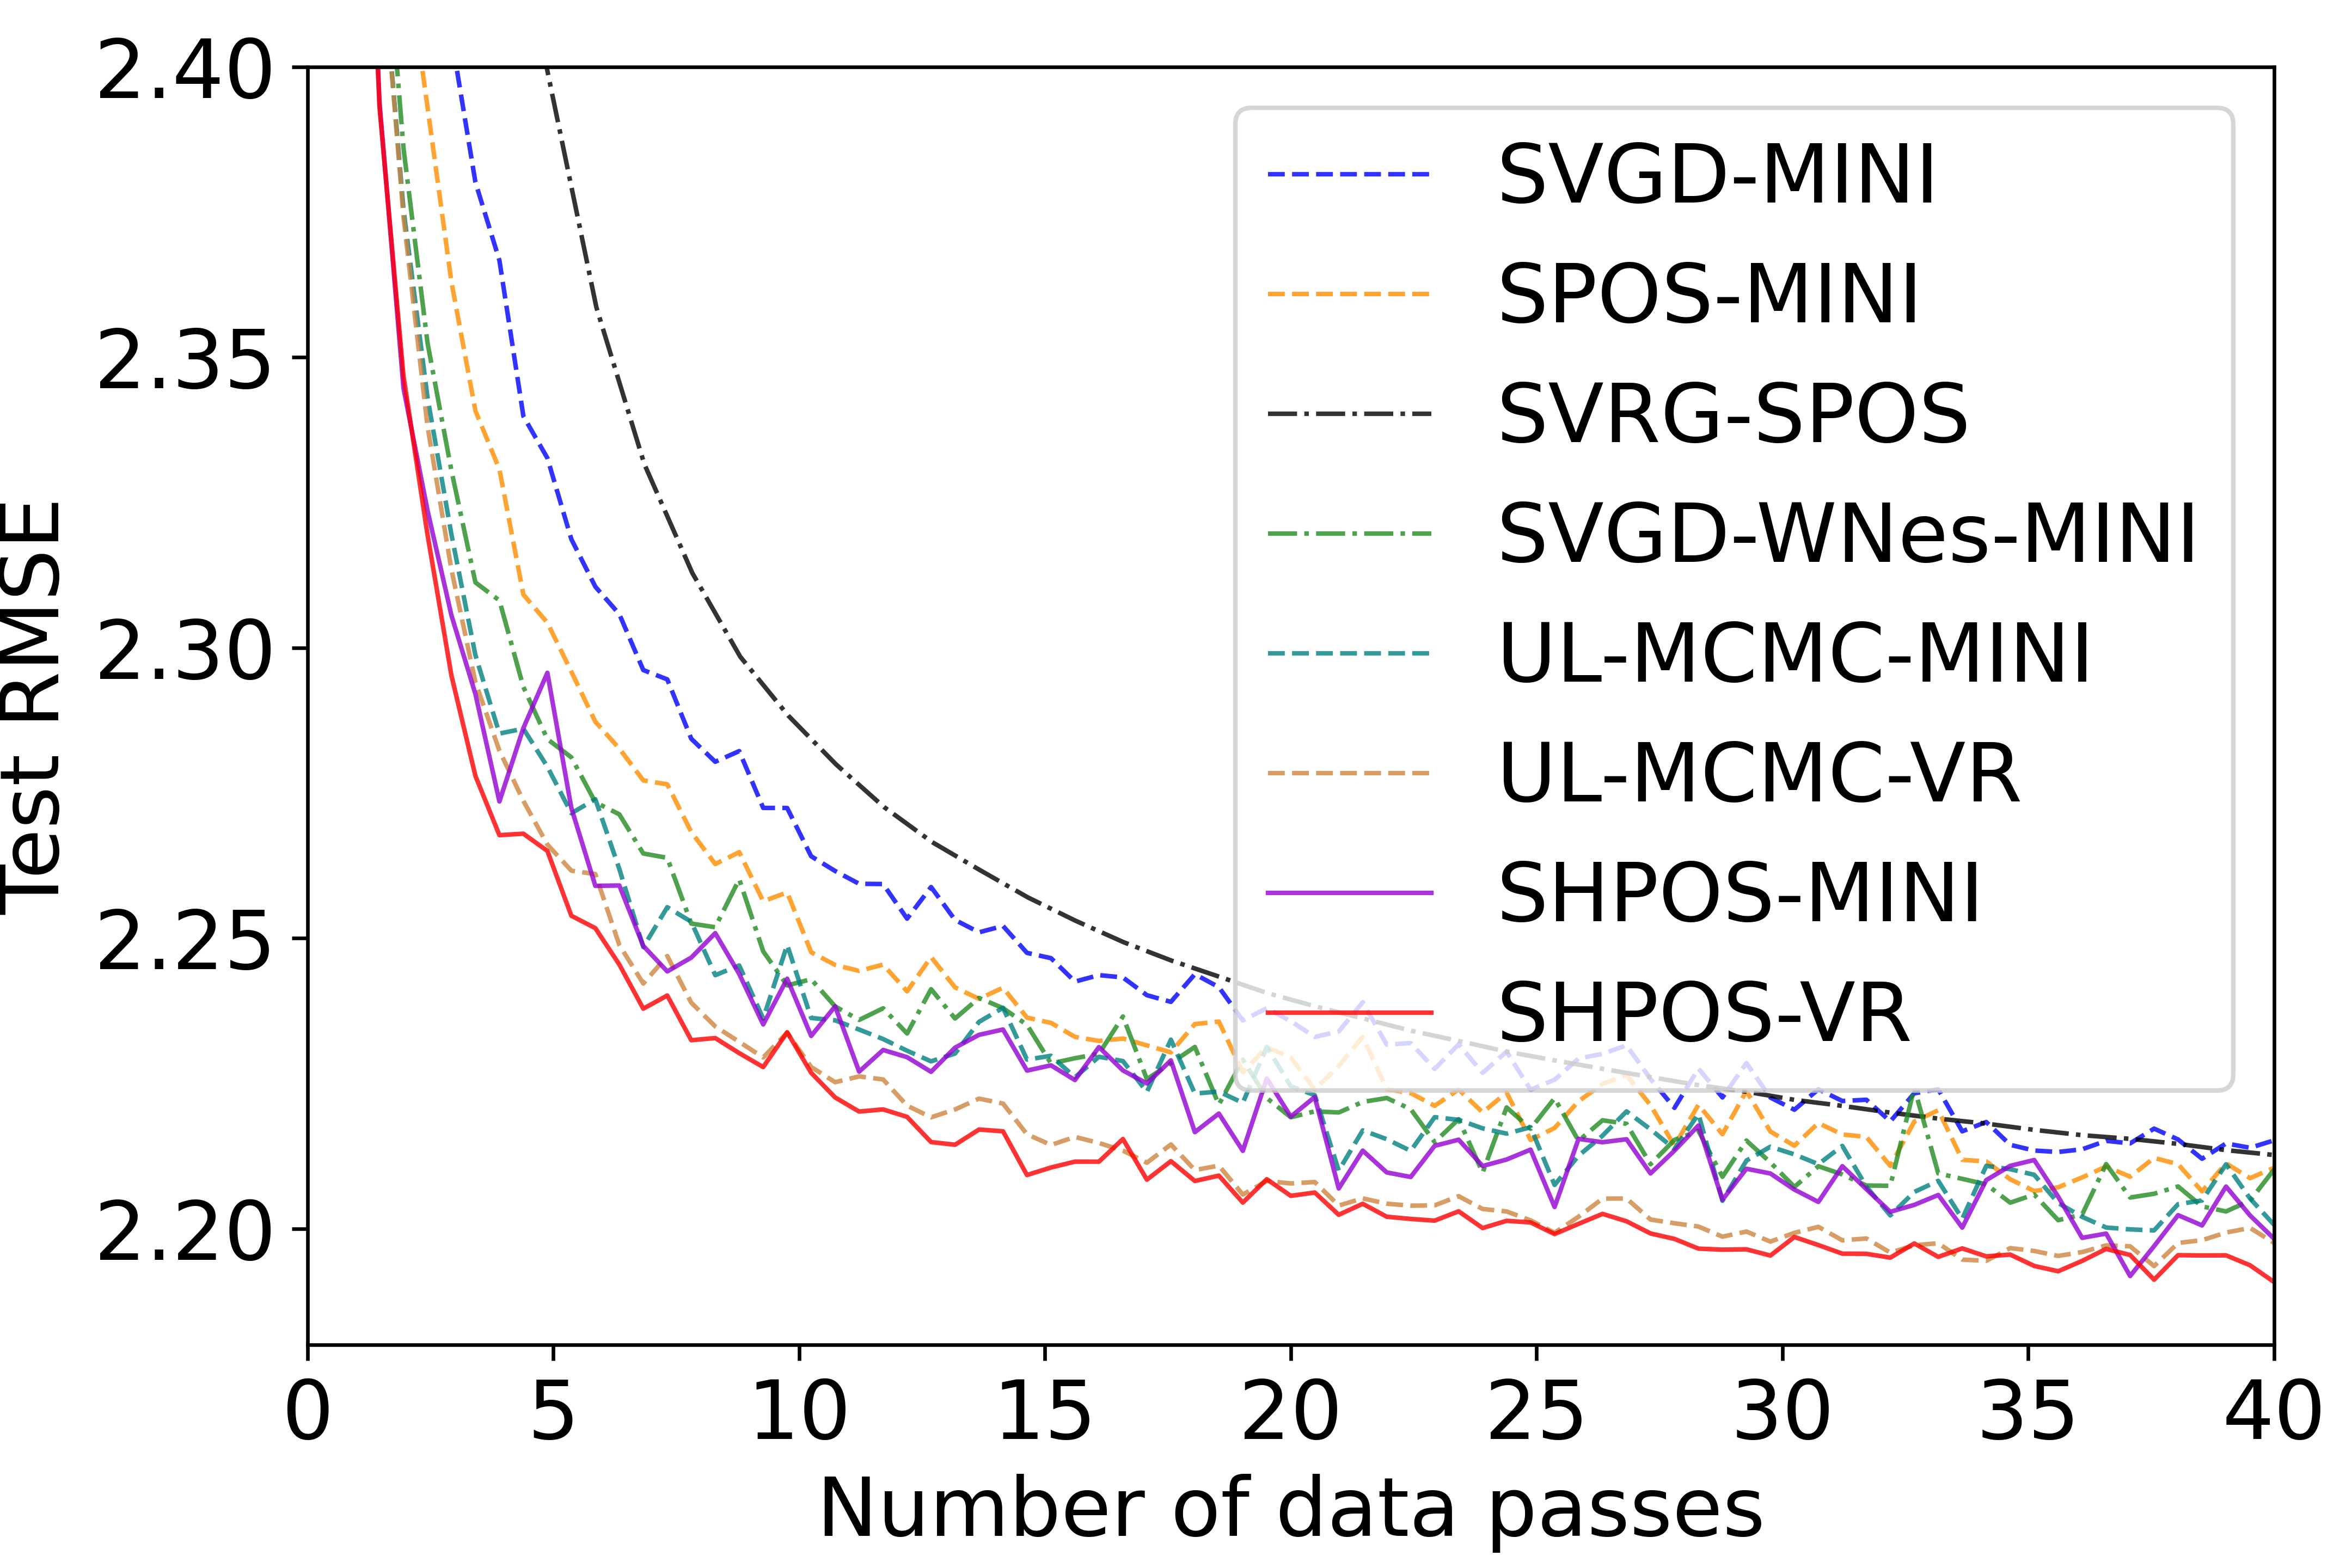 2.40
2.35
2.30
2.25
2.20
Test RMSE
0 5 10 15 20 25 30 35 40
Number of data passes
SVGD-MINI
SPOS-MINI
SVRG-SPOS
SVGD-WNes-MINI
UL-MCMC-MINI
UL-MCMC-VR
SHPOS-MINI
SHPOS-VR